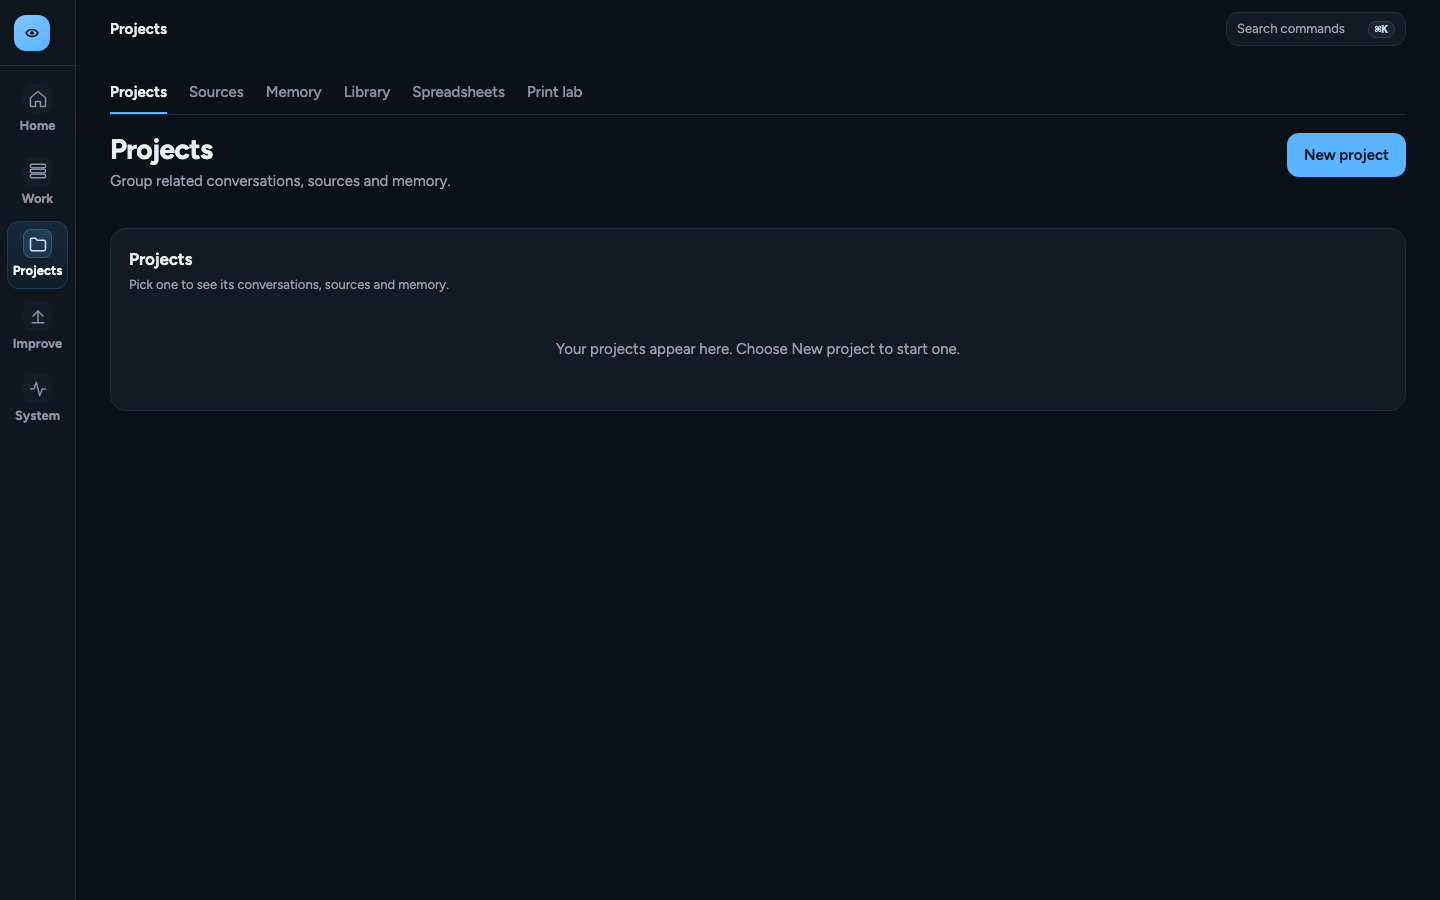 Projects
Search commands ⌘K
Projects Sources Memory Library Spreadsheets Print lab
Projects
New project
Group related conversations, sources and memory.
Home
Work
Projects
Improve
System
Projects
Pick one to see its conversations, sources and memory.
Your projects appear here. Choose New project to start one.